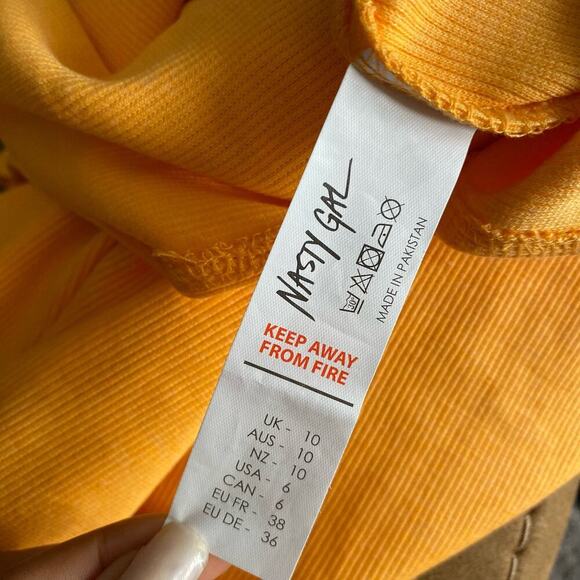 NASTY GAL
30°
MADE IN PAKISTAN
KEEP AWAY
FROM FIRE
UK - 10
AUS - 10
NZ - 10
USA - 6
CAN - 6
EU FR - 38
EU DE - 36